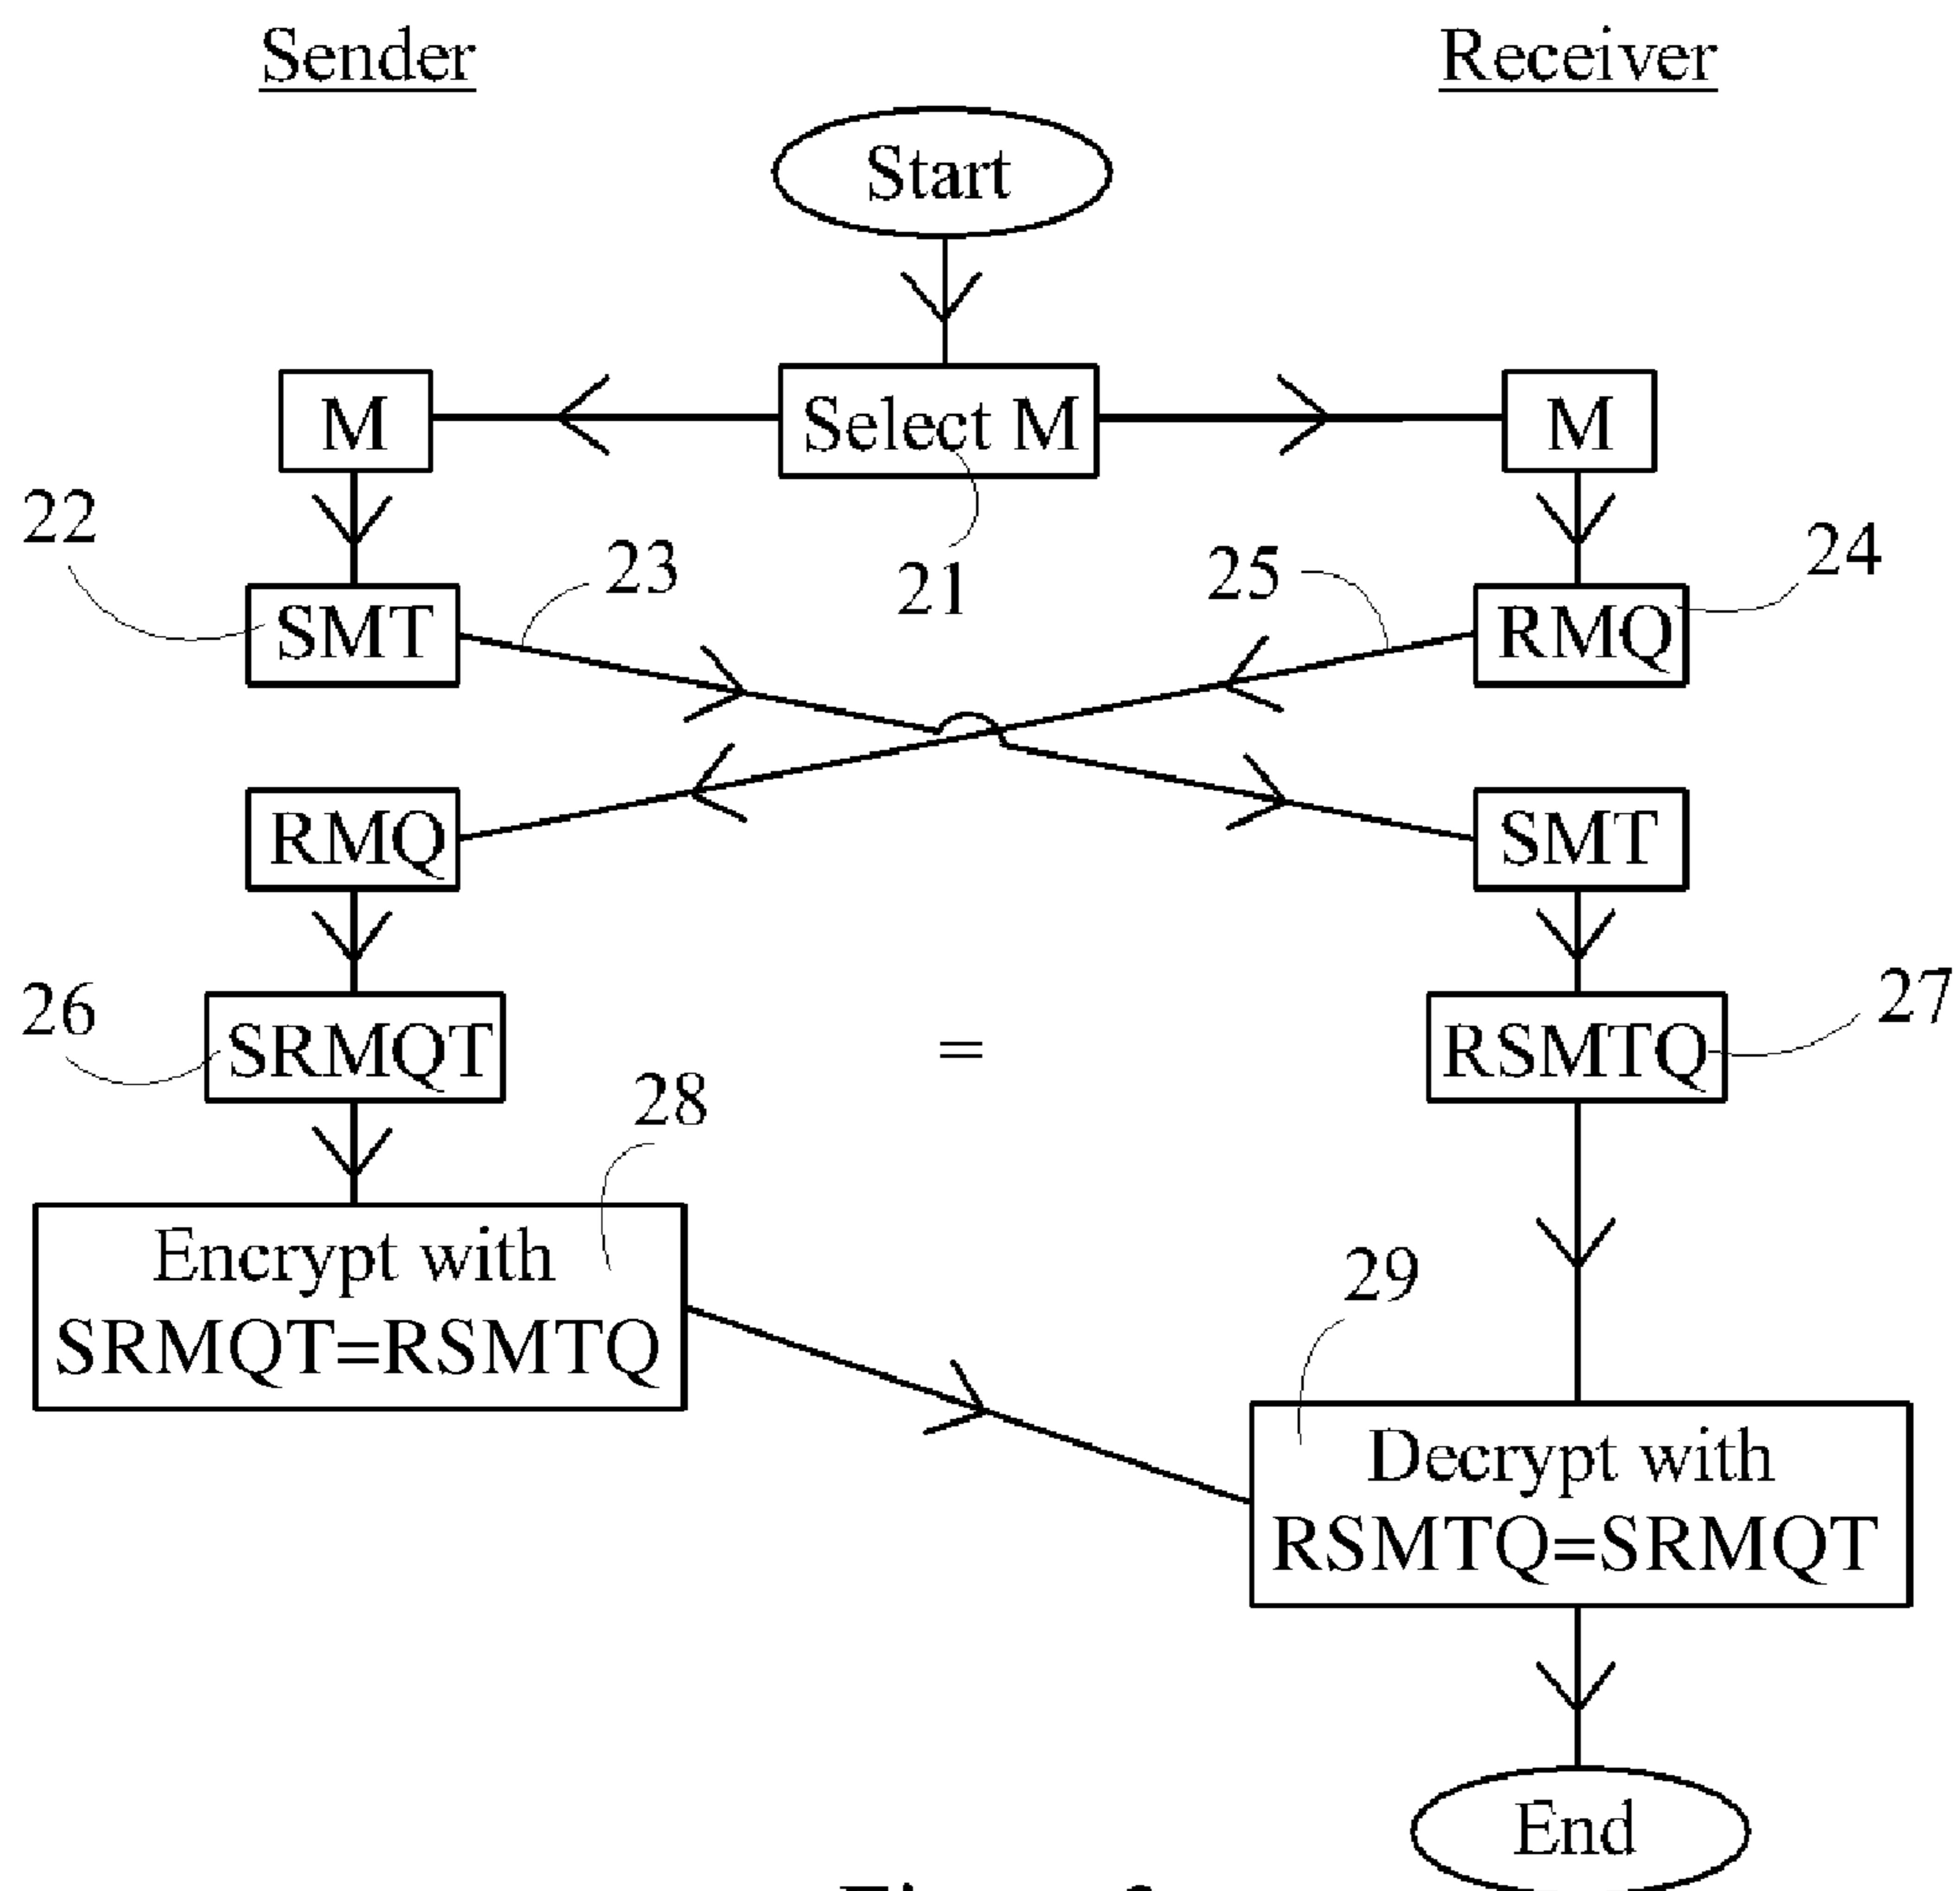 Sender
Receiver
Start
M
Select M
M
22
23
21
25
24
SMT
RMQ
RMQ
SMT
26
SRMQT
=
RSMTQ
27
28
Encrypt with
SRMQT=RSMTQ
29
Decrypt with
RSMTQ=SRMQT
End